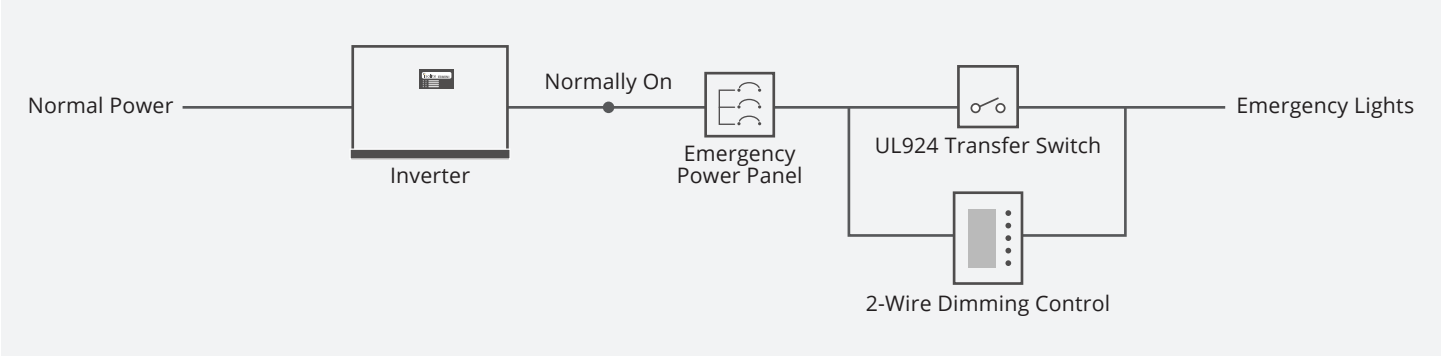 Normal Power
Inverter
Normally On
Emergency
Power Panel
UL924 Transfer Switch
2-Wire Dimming Control
Emergency Lights